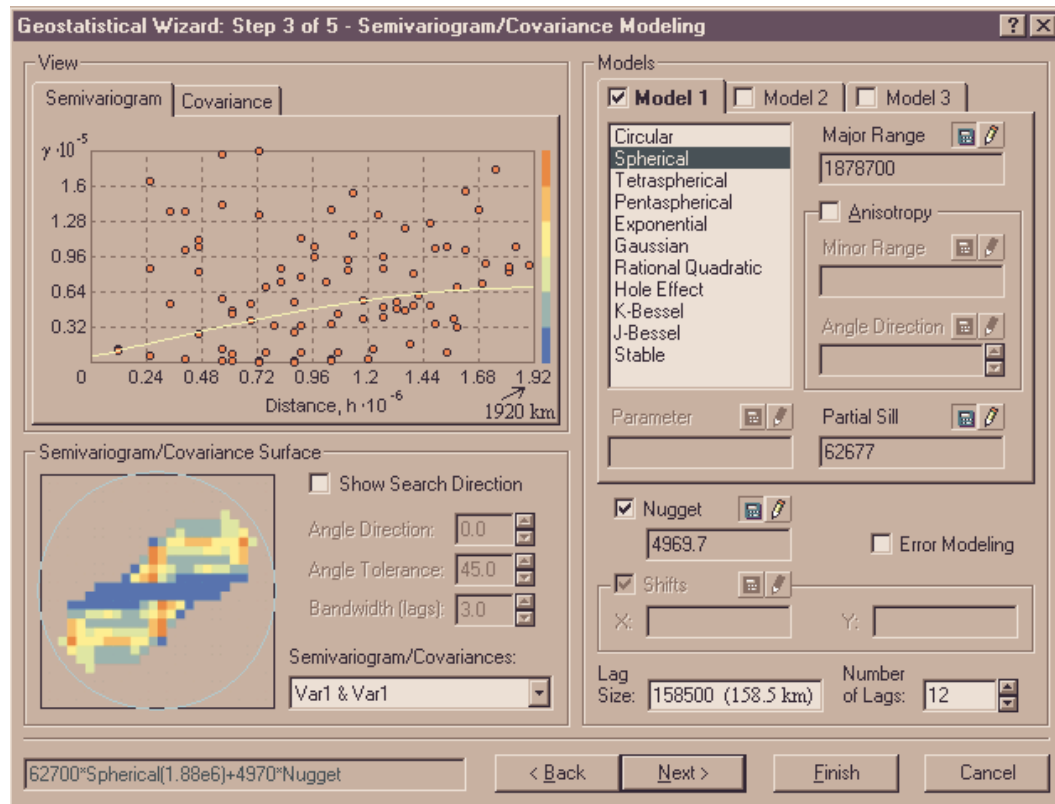 Geostatistical Wizard: Step 3 of 5 - Semivariogram/Covariance Modeling
? X
View
Semivariogram
Covariance
γ·10⁻⁵
1.6
1.28
0.96
0.64
0.32
0 0.24 0.48 0.72 0.96 1.2 1.44 1.68 1.92
Distance, h·10⁻⁶
1920 km
Semivariogram/Covariance Surface
Show Search Direction
Angle Direction: 0.0
Angle Tolerance: 45.0
Bandwidth (lags): 3.0
Semivariogram/Covariances:
Var1 & Var1
Models
Model 1
Model 2
Model 3
Circular
Spherical
Tetraspherical
Pentaspherical
Exponential
Gaussian
Rational Quadratic
Hole Effect
K-Bessel
J-Bessel
Stable
Major Range
1878700
Anisotropy
Minor Range
Angle Direction
Parameter
Partial Sill
62677
Nugget
4969.7
Error Modeling
Shifts
X:
Y:
Lag Size: 158500 (158.5 km)
Number of Lags: 12
62700*Spherical(1.88e6)+4970*Nugget
< Back
Next >
Finish
Cancel